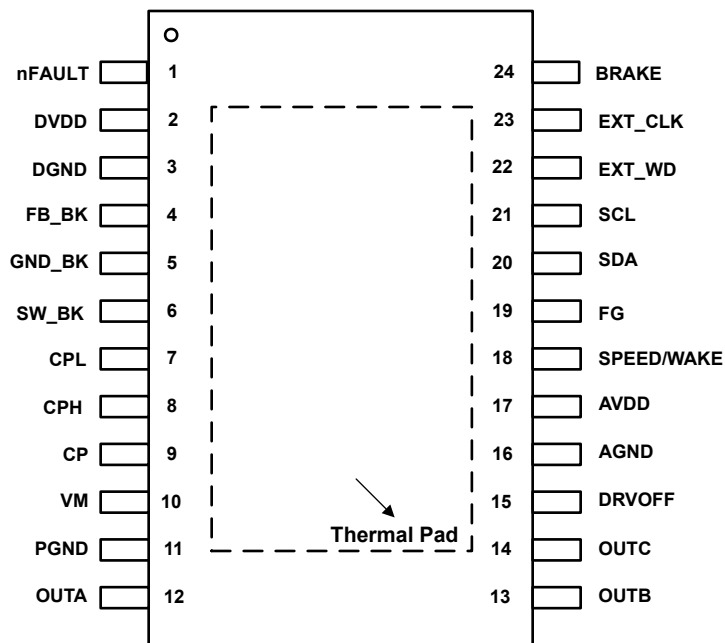 nFAULT 1 24 BRAKE
DVDD 2 23 EXT_CLK
DGND 3 22 EXT_WD
FB_BK 4 21 SCL
GND_BK 5 20 SDA
SW_BK 6 19 FG
CPL 7 18 SPEED/WAKE
CPH 8 17 AVDD
CP 9 16 AGND
VM 10 15 DRVOFF
Thermal Pad
PGND 11 14 OUTC
OUTA 12 13 OUTB